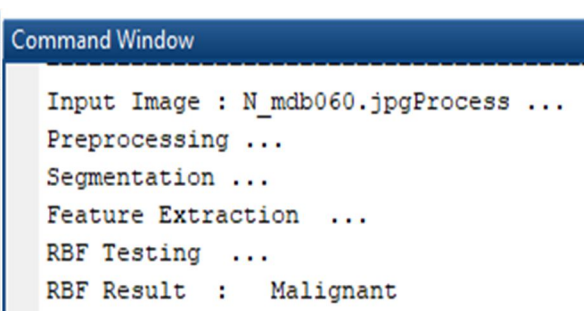 Command Window
Input Image : N_mdb060.jpgProcess ...
Preprocessing ...
Segmentation ...
Feature Extraction  ...
RBF Testing  ...
RBF Result  :   Malignant